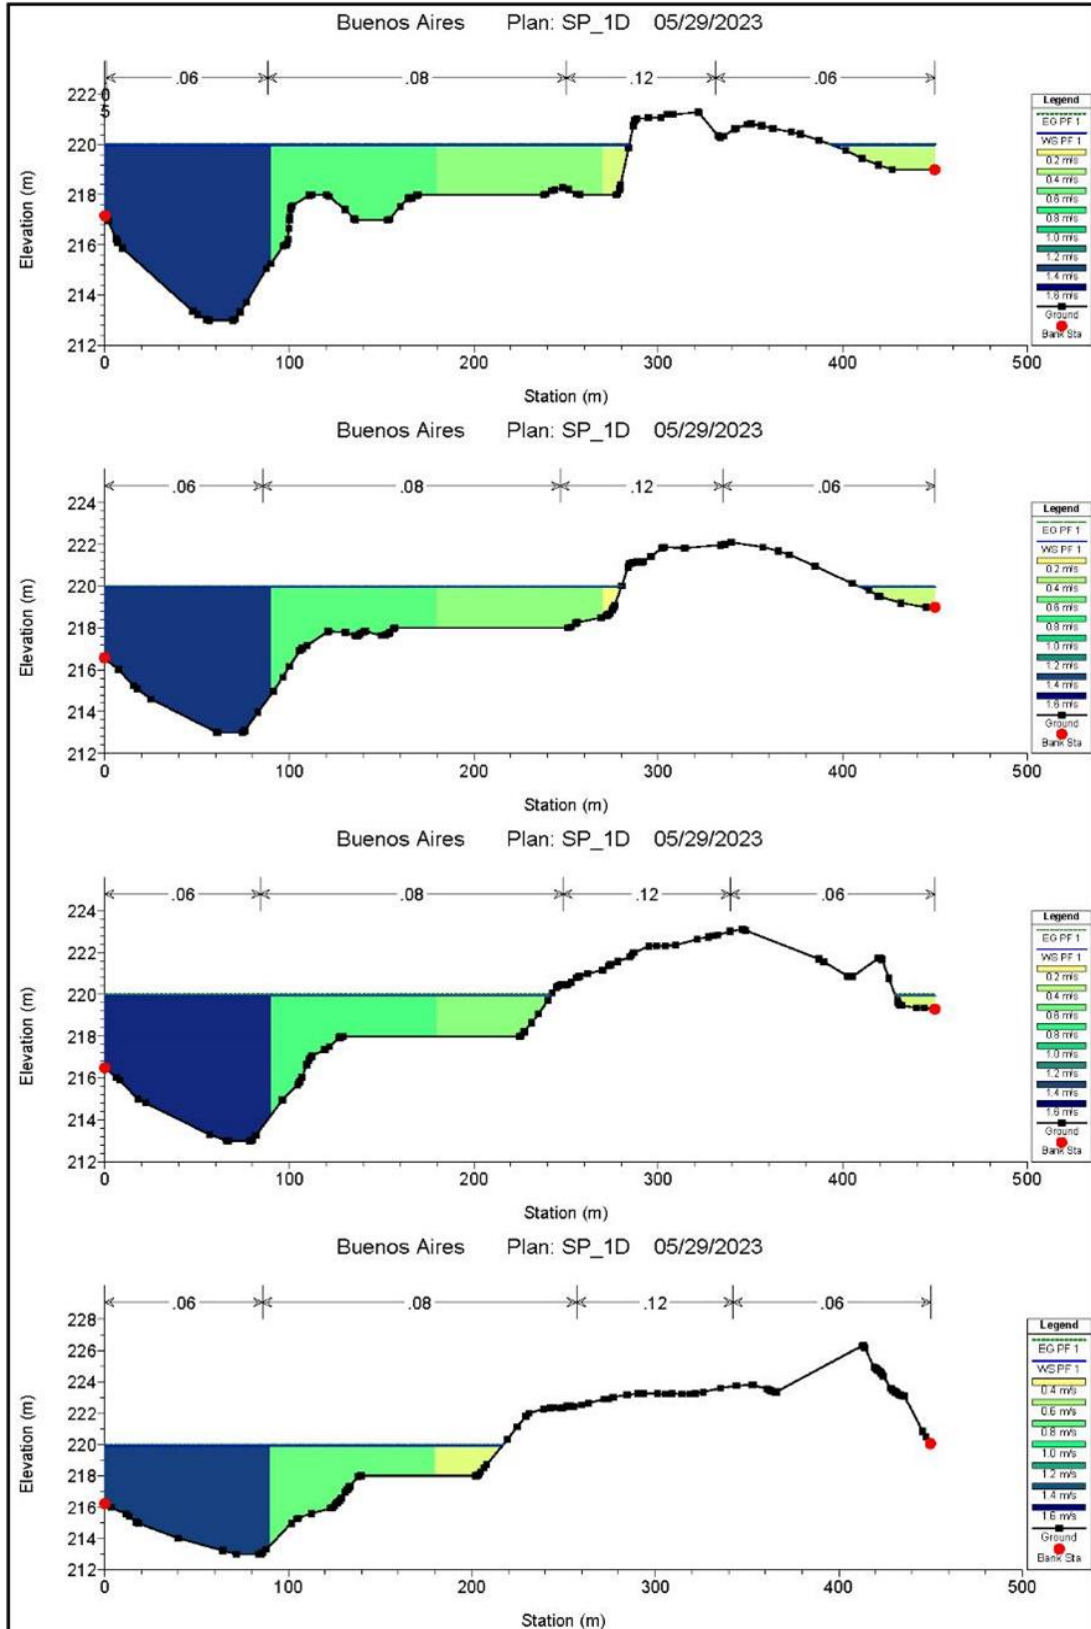 Buenos Aires Plan: SP_1D 05/29/2023
.06 .08 .12 .06
222
220
218
216
214
212
0
5
Elevation (m)
0 100 200 300 400 500
Station (m)
Legend
EG PF 1
WS PF 1
0.2 m/s
0.4 m/s
0.6 m/s
0.8 m/s
1.0 m/s
1.2 m/s
1.4 m/s
1.6 m/s
Ground
Bank Sta
Buenos Aires Plan: SP_1D 05/29/2023
.06 .08 .12 .06
224
222
220
218
216
214
212
Elevation (m)
0 100 200 300 400 500
Station (m)
Legend
EG PF 1
WS PF 1
0.2 m/s
0.4 m/s
0.6 m/s
0.8 m/s
1.0 m/s
1.2 m/s
1.4 m/s
1.6 m/s
Ground
Bank Sta
Buenos Aires Plan: SP_1D 05/29/2023
.06 .08 .12 .06
224
222
220
218
216
214
212
Elevation (m)
0 100 200 300 400 500
Station (m)
Legend
EG PF 1
WS PF 1
0.2 m/s
0.4 m/s
0.6 m/s
0.8 m/s
1.0 m/s
1.2 m/s
1.4 m/s
1.6 m/s
Ground
Bank Sta
Buenos Aires Plan: SP_1D 05/29/2023
.06 .08 .12 .06
228
226
224
222
220
218
216
214
212
Elevation (m)
0 100 200 300 400 500
Station (m)
Legend
EG PF 1
WS PF 1
0.4 m/s
0.6 m/s
0.8 m/s
1.0 m/s
1.2 m/s
1.4 m/s
1.6 m/s
Ground
Bank Sta